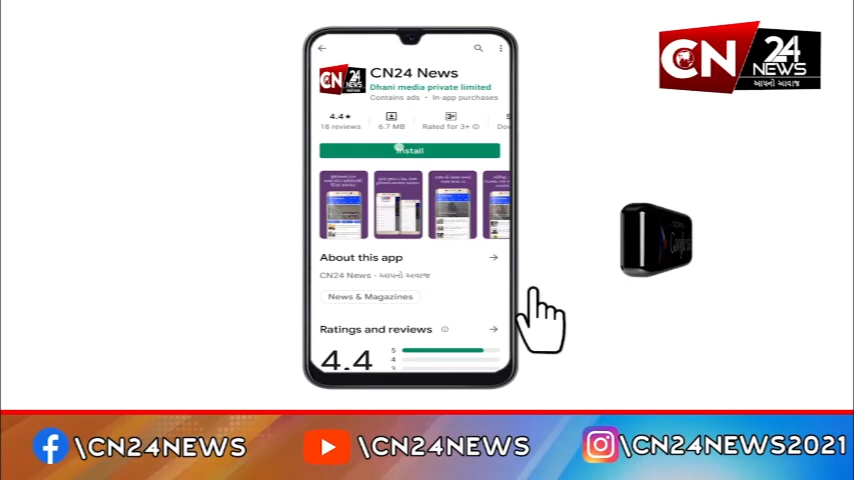 CN24 News
Dhani media private limited
Contains ads • In-app purchases
4.4★
18 reviews
6.7 MB
3+
Rated for 3+
Install
About this app
CN24 News - આપનો અવાજ
News & Magazines
Ratings and reviews
4.4
5
4
3
CN 24
NEWS
આપનો અવાજ
\CN24NEWS
\CN24NEWS
\CN24NEWS2021